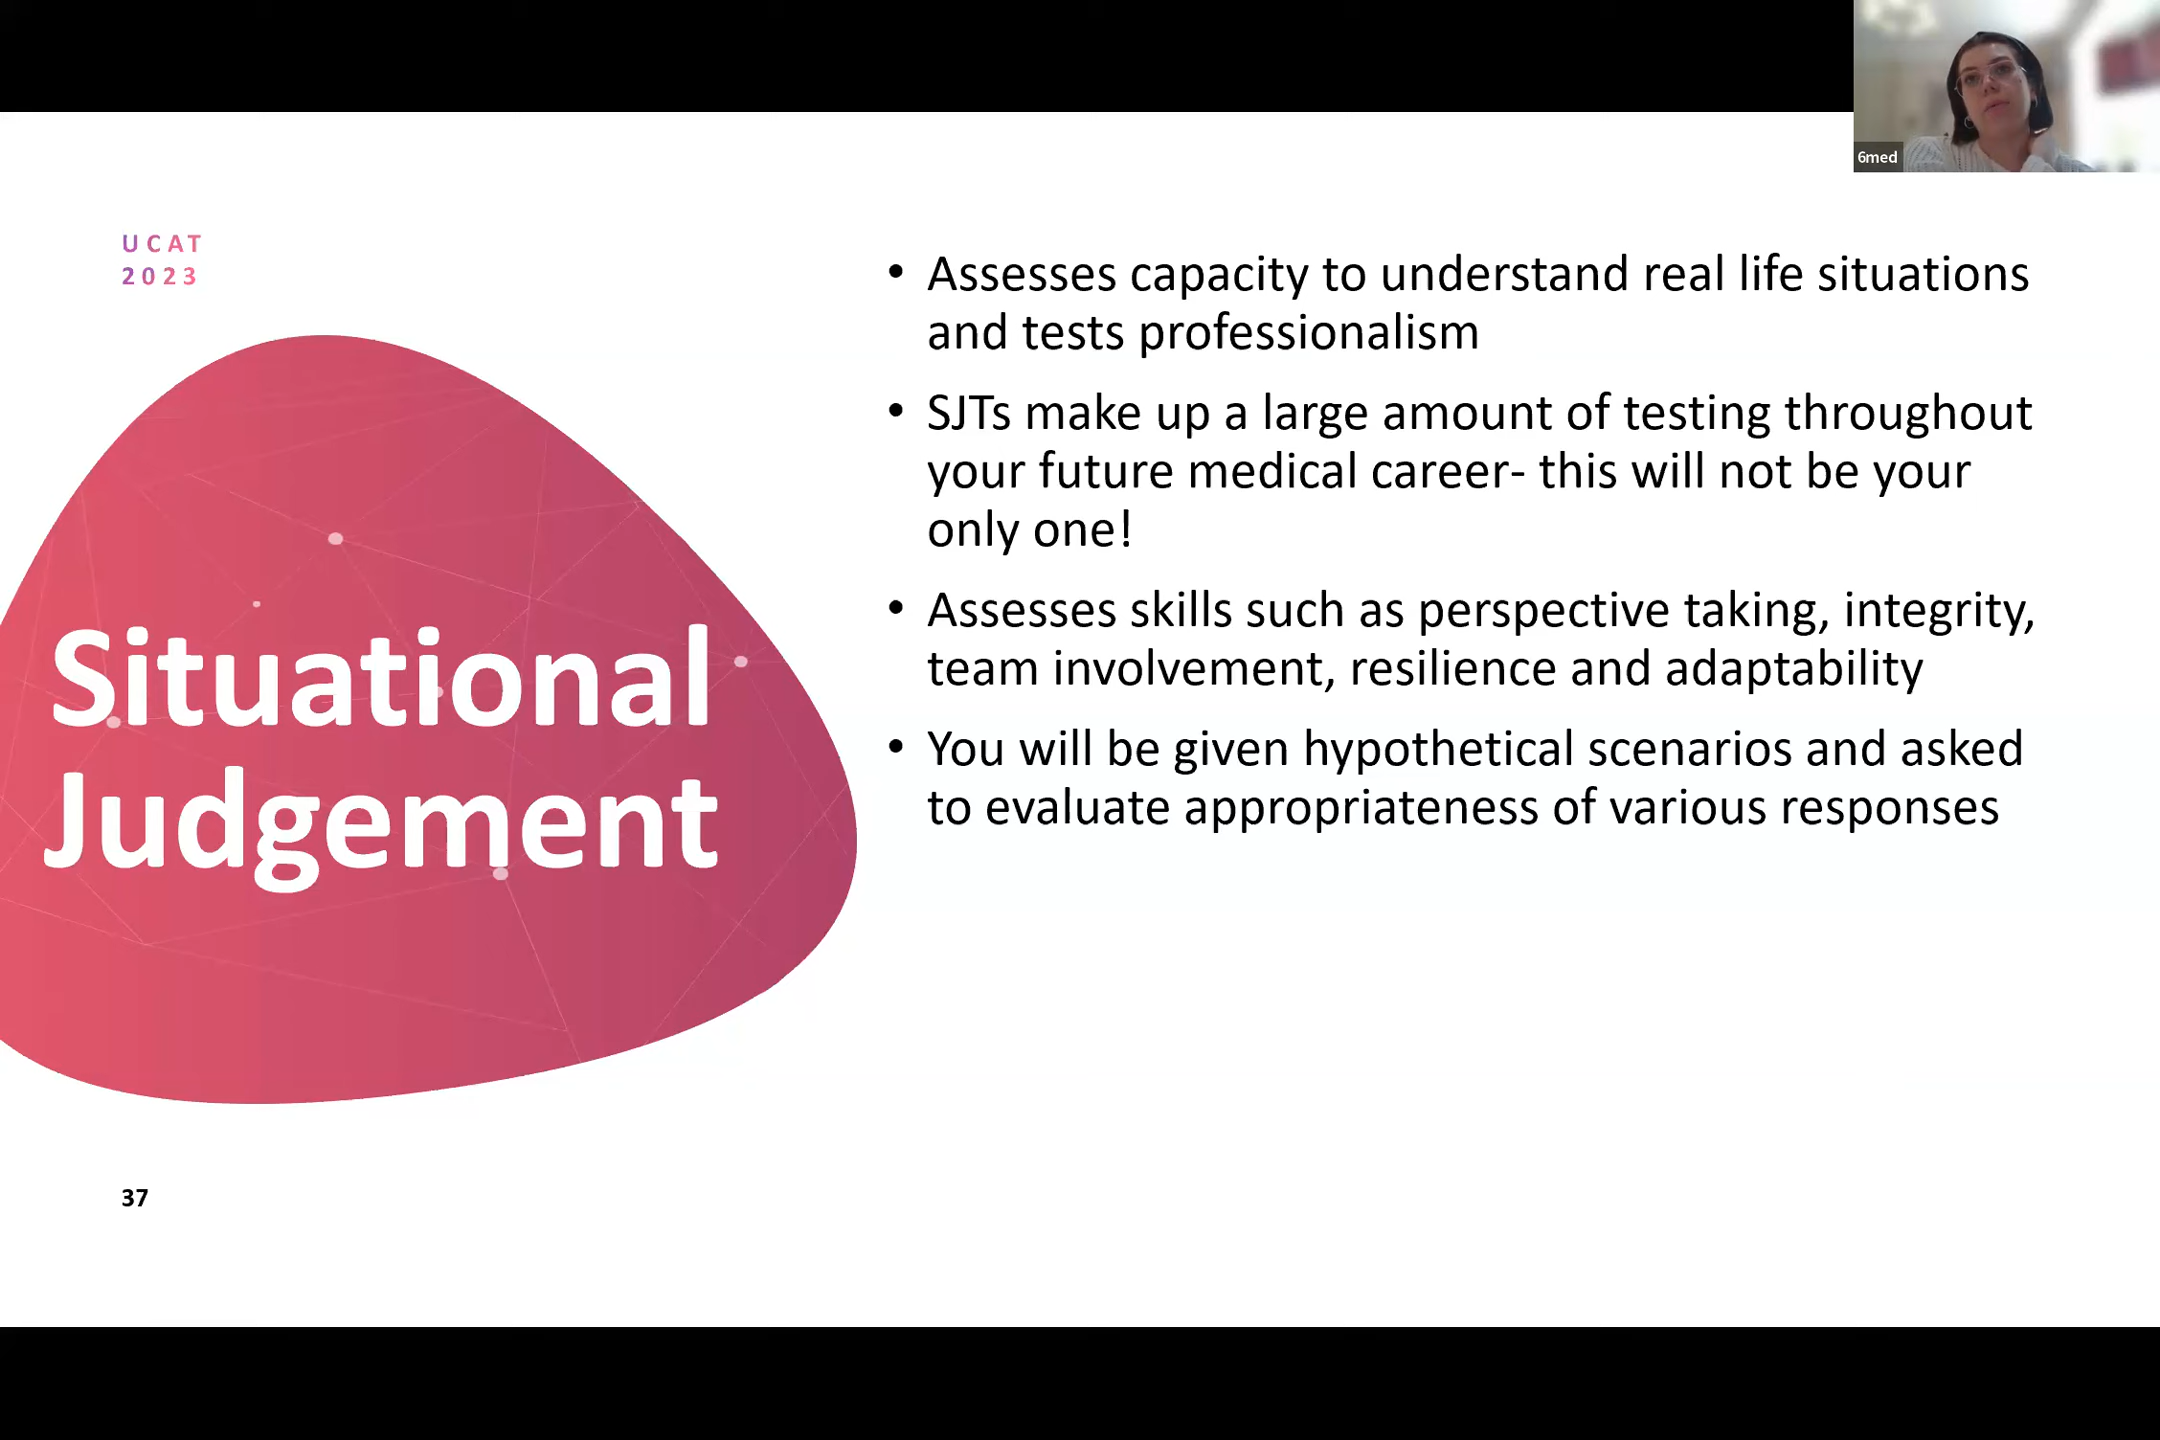 6med
UCAT
2023
Situational
Judgement
• Assesses capacity to understand real life situations
and tests professionalism
• SJTs make up a large amount of testing throughout
your future medical career- this will not be your
only one!
• Assesses skills such as perspective taking, integrity,
team involvement, resilience and adaptability
• You will be given hypothetical scenarios and asked
to evaluate appropriateness of various responses
37